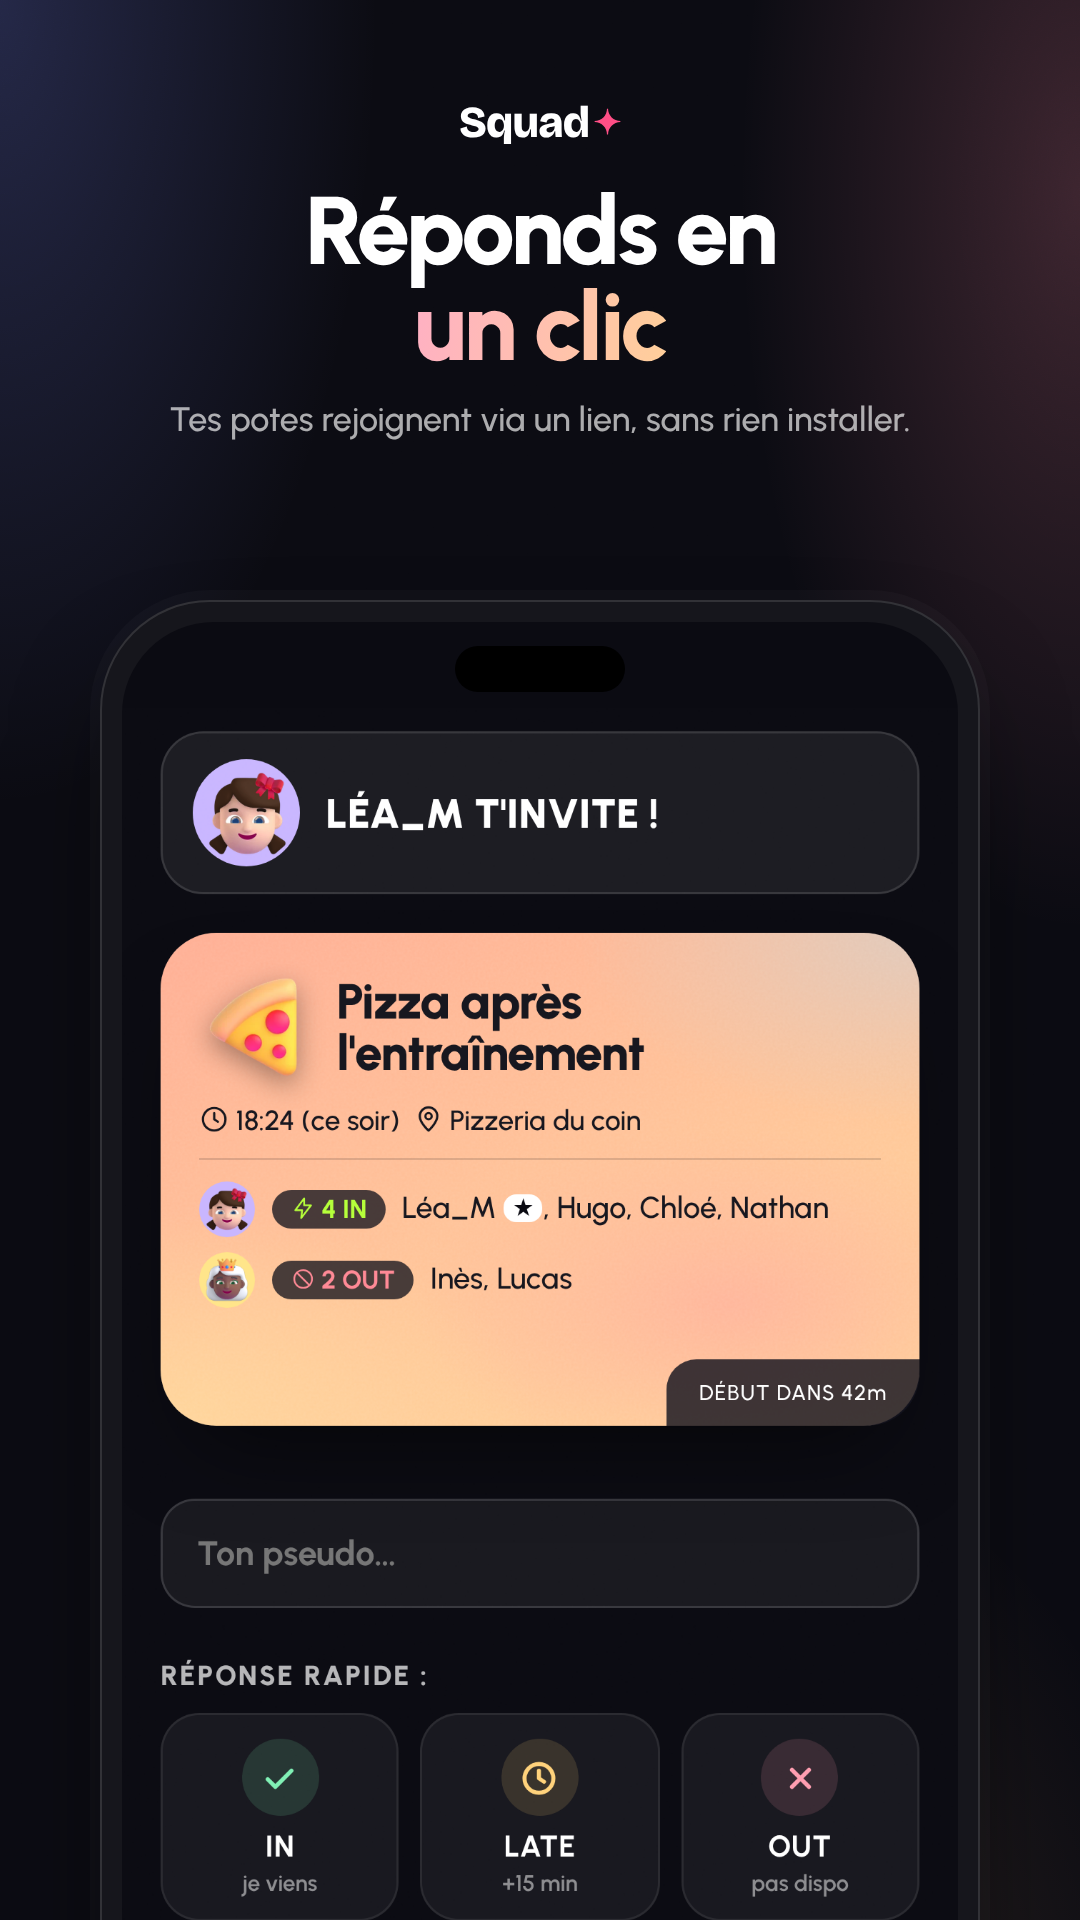 Squad
Réponds en
un clic
Tes potes rejoignent via un lien, sans rien installer.
LÉA_M T'INVITE !
Pizza après
l'entraînement
18:24 (ce soir) Pizzeria du coin
4 IN Léa_M ★, Hugo, Chloé, Nathan
2 OUT Inès, Lucas
DÉBUT DANS 42m
Ton pseudo...
RÉPONSE RAPIDE :
IN LATE OUT
je viens +15 min pas dispo